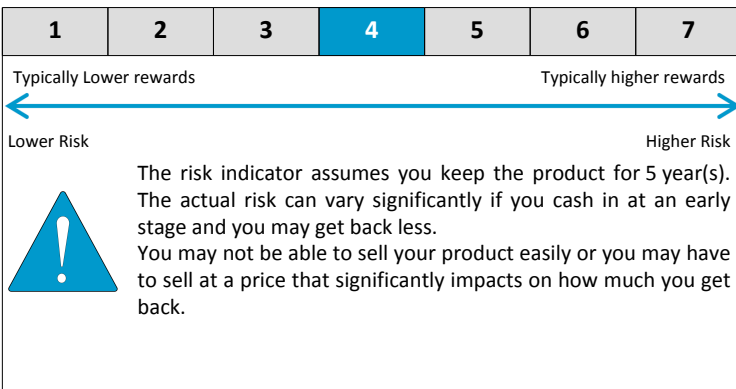 1 2 3 4 5 6 7
Typically Lower rewards Typically higher rewards
Lower Risk Higher Risk
The risk indicator assumes you keep the product for 5 year(s).
The actual risk can vary significantly if you cash in at an early
stage and you may get back less.
You may not be able to sell your product easily or you may have
to sell at a price that significantly impacts on how much you get
back.